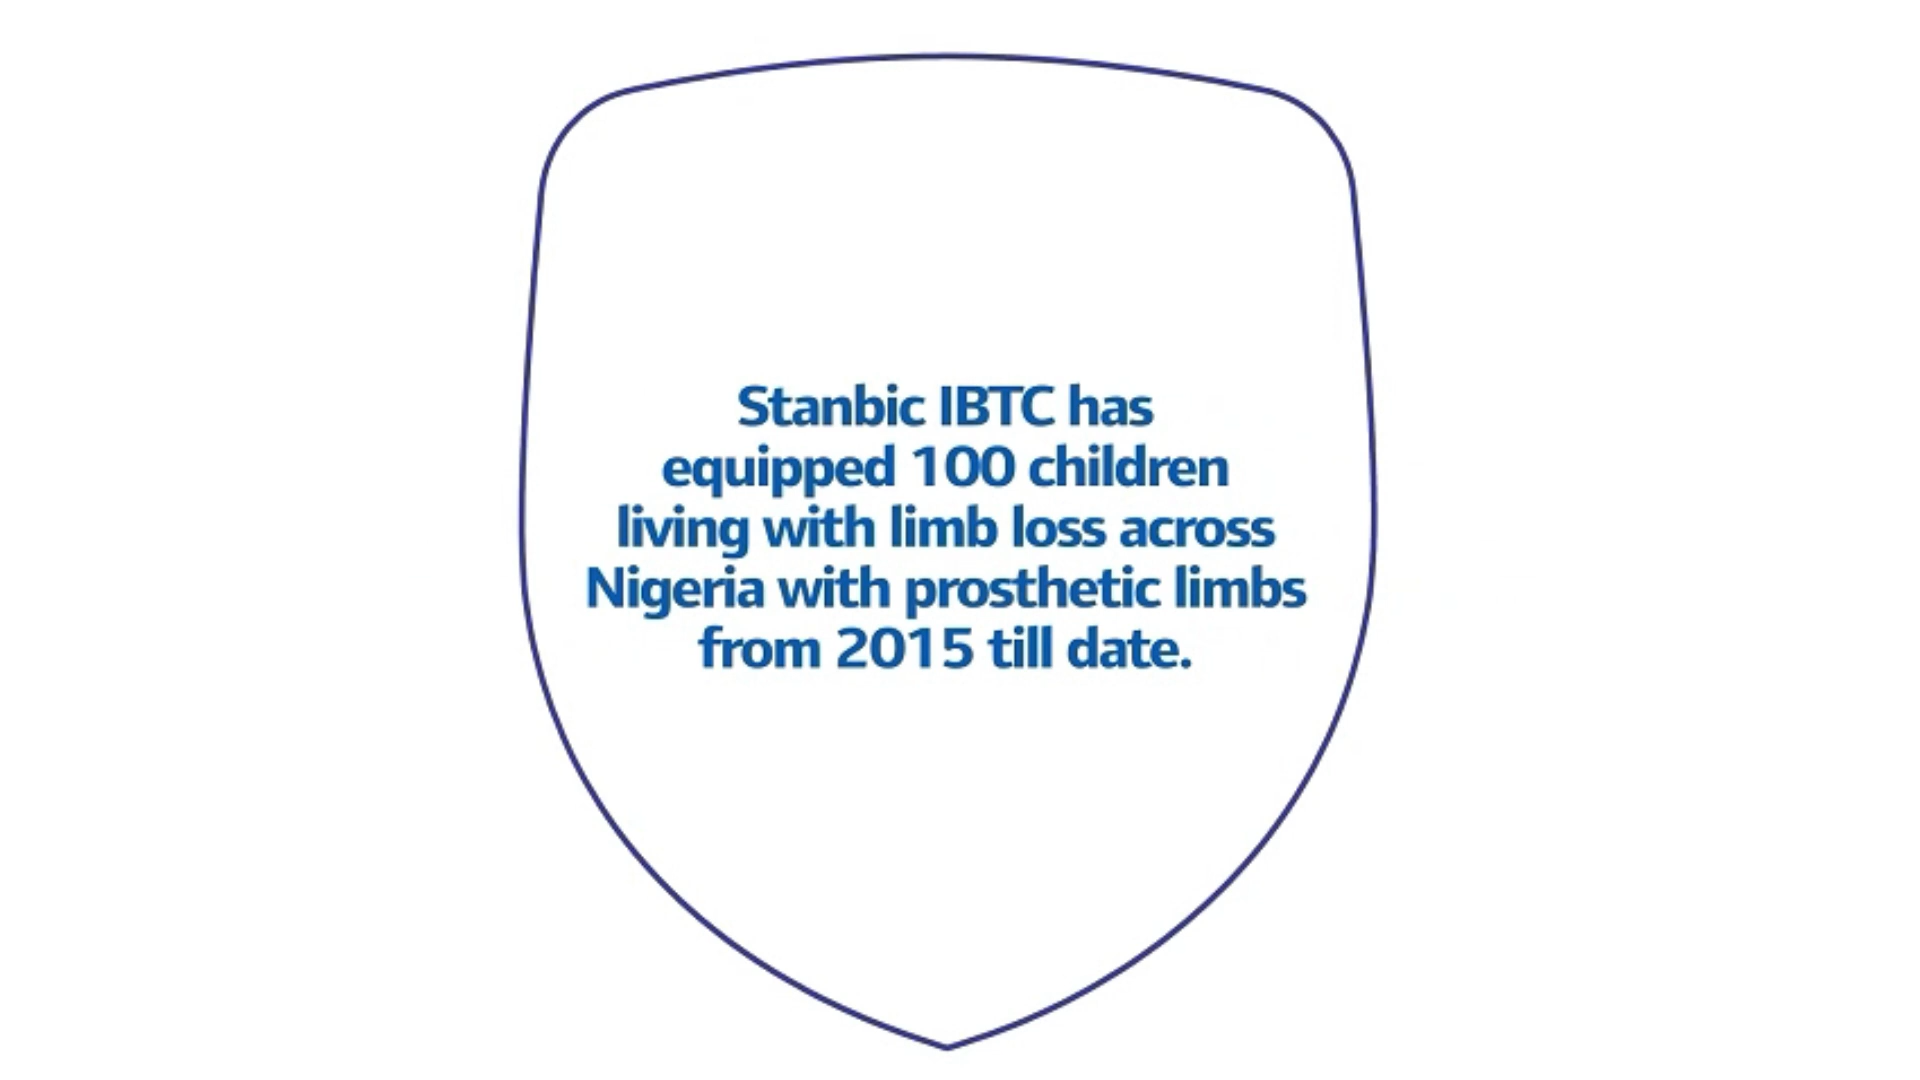 Stanbic IBTC has
equipped 100 children
living with limb loss across
Nigeria with prosthetic limbs
from 2015 till date.